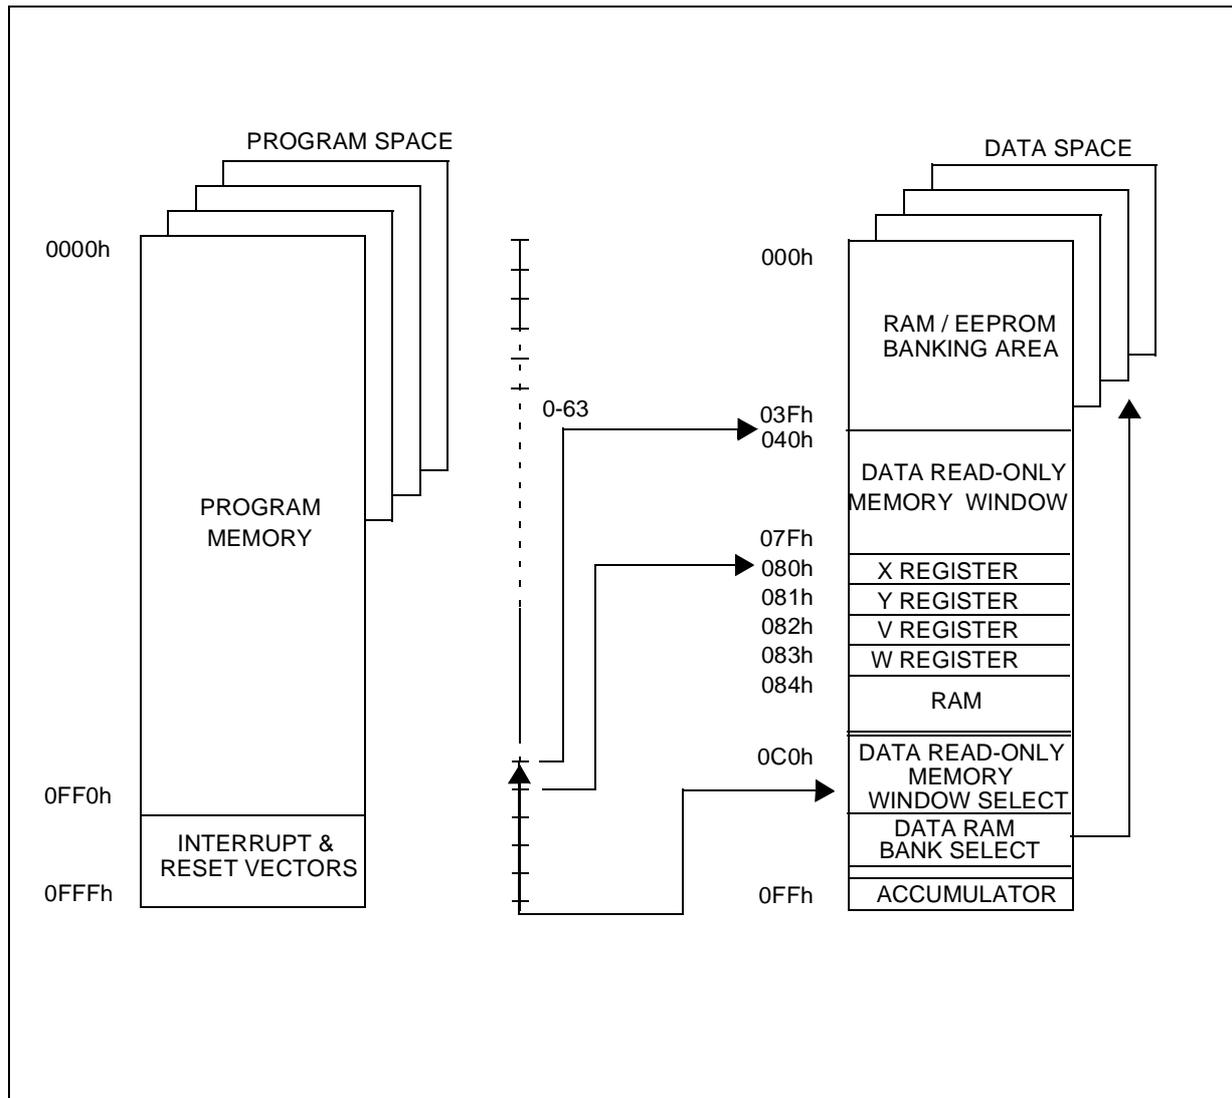 PROGRAM SPACE
0000h
PROGRAM
MEMORY
0FF0h
INTERRUPT &
RESET VECTORS
0FFFh
0-63
DATA SPACE
000h
RAM / EEPROM
BANKING AREA
03Fh
040h
DATA READ-ONLY
MEMORY WINDOW
07Fh
080h
X REGISTER
081h
Y REGISTER
082h
V REGISTER
083h
W REGISTER
084h
RAM
0C0h
DATA READ-ONLY
MEMORY
WINDOW SELECT
DATA RAM
BANK SELECT
0FFh
ACCUMULATOR